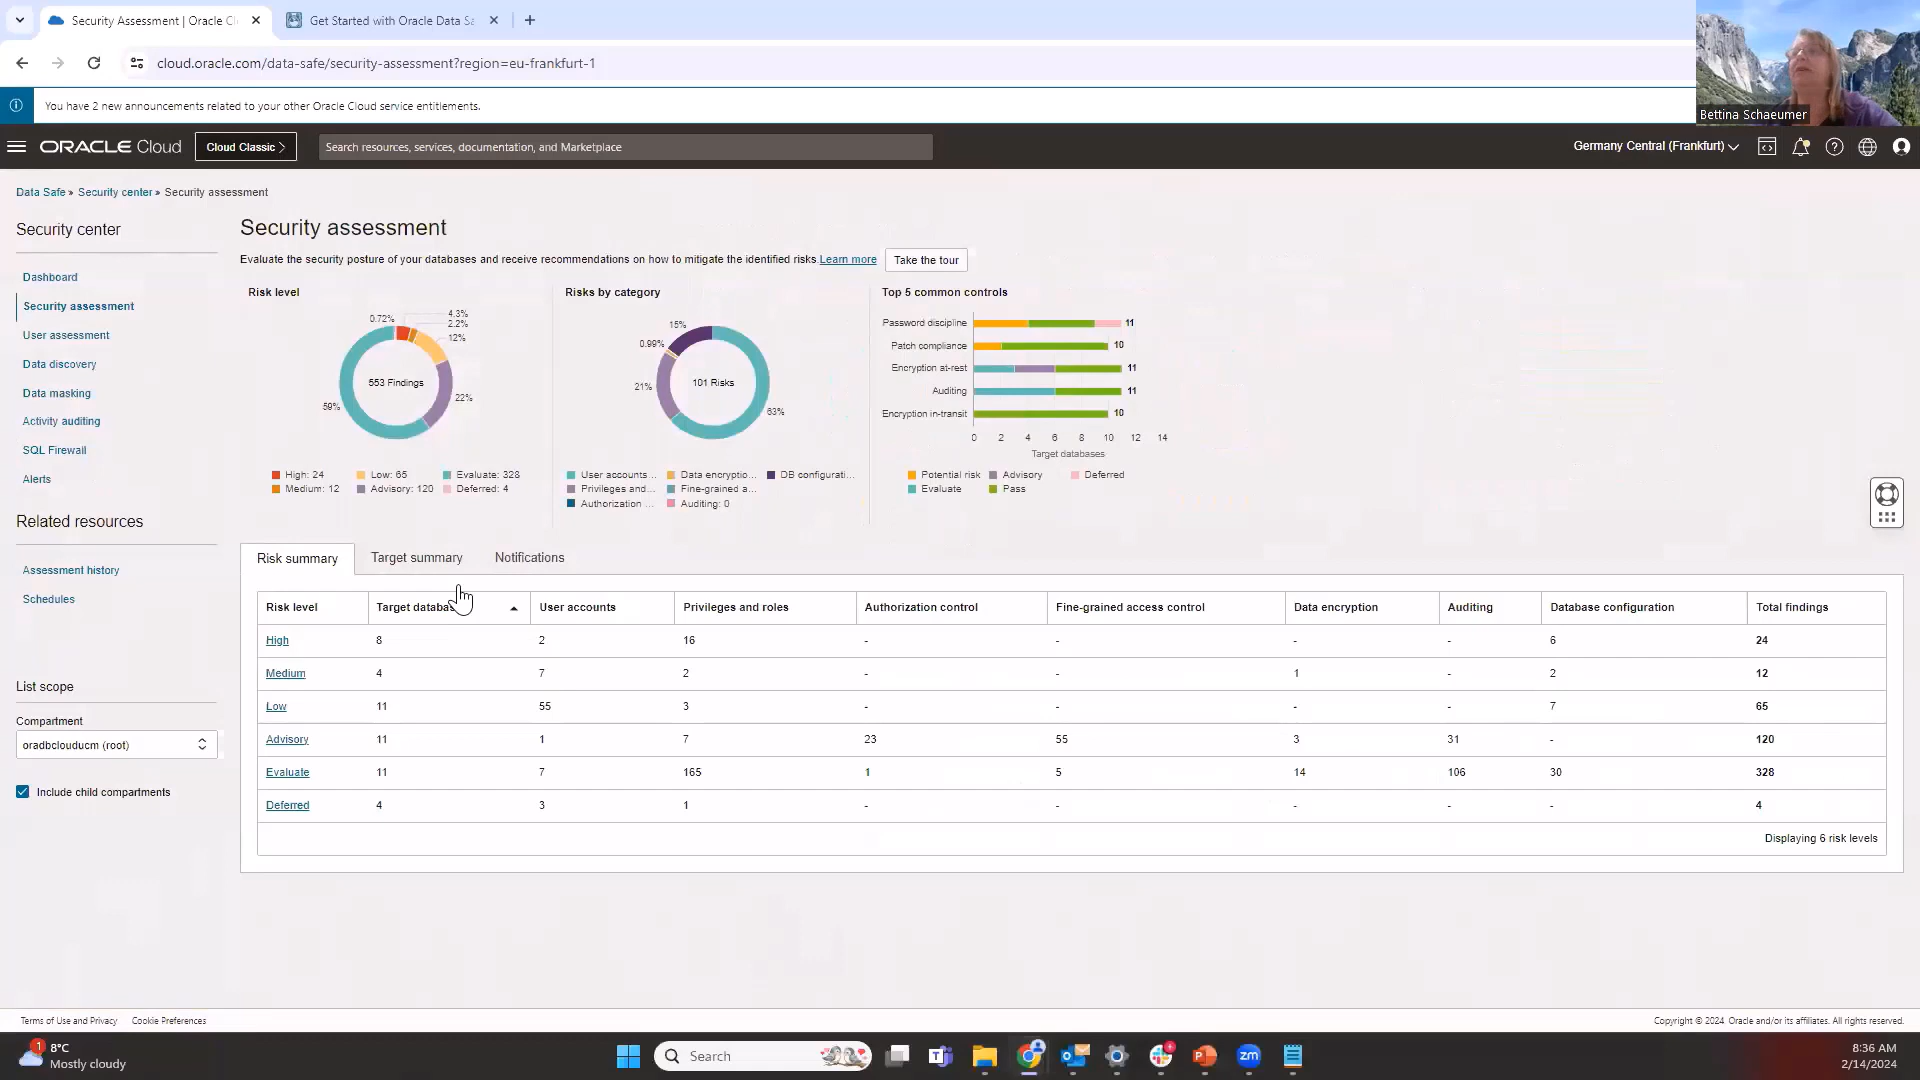 Security Assessment | Oracle Cl
Get Started with Oracle Data Sa
cloud.oracle.com/data-safe/security-assessment?region=eu-frankfurt-1
You have 2 new announcements related to your other Oracle Cloud service entitlements.
Bettina Schaeumer
ORACLE Cloud
Cloud Classic >
Search resources, services, documentation, and Marketplace
Germany Central (Frankfurt)
Data Safe » Security center » Security assessment
Security center
Dashboard
Security assessment
User assessment
Data discovery
Data masking
Activity auditing
SQL Firewall
Alerts
Related resources
Assessment history
Schedules
List scope
Compartment
oradbclouducm (root)
Include child compartments
Security assessment
Evaluate the security posture of your databases and receive recommendations on how to mitigate the identified risks. Learn more
Take the tour
Risk level
0.72%
4.3%
2.2%
12%
22%
59%
553 Findings
High: 24 Low: 65 Evaluate: 328
Medium: 12 Advisory: 120 Deferred: 4
Risks by category
15%
0.99%
21%
63%
101 Risks
User accounts... Data encryptio... DB configurati...
Privileges and... Fine-grained a...
Authorization ... Auditing: 0
Top 5 common controls
Password discipline 11
Patch compliance 10
Encryption at-rest 11
Auditing 11
Encryption in-transit 10
0 2 4 6 8 10 12 14
Target databases
Potential risk Advisory Deferred
Evaluate Pass
Risk summary Target summary Notifications
Risk level Target databa User accounts Privileges and roles Authorization control Fine-grained access control Data encryption Auditing Database configuration Total findings
High 8 2 16 - - - - 6 24
Medium 4 7 2 - - 1 - 2 12
Low 11 55 3 - - - - 7 65
Advisory 11 1 7 23 55 3 31 - 120
Evaluate 11 7 165 1 5 14 106 30 328
Deferred 4 3 1 - - - - - 4
Displaying 6 risk levels
Terms of Use and Privacy Cookie Preferences
Copyright © 2024, Oracle and/or its affiliates. All rights reserved.
1
8°C
Mostly cloudy
Search
zm
8:36 AM
2/14/2024